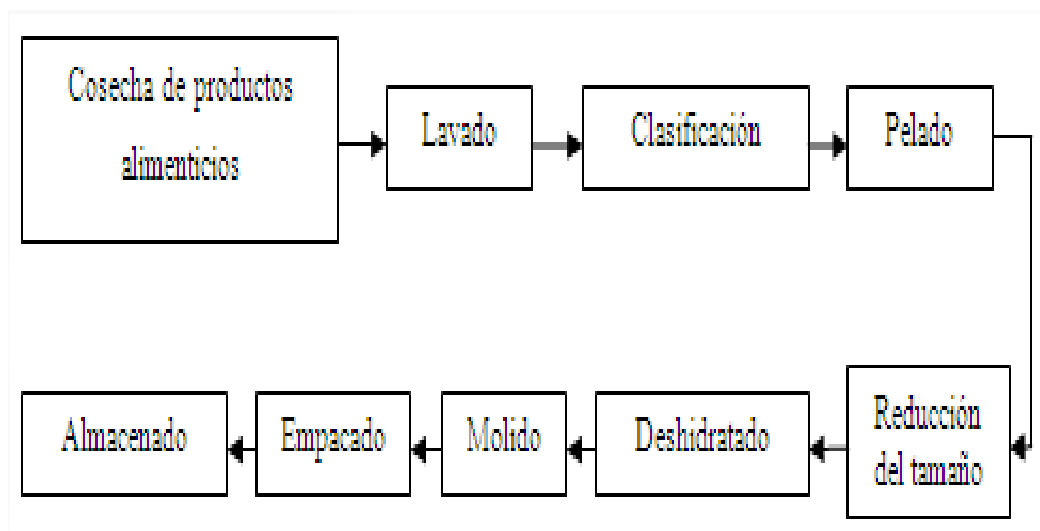 Cosecha de productos
alimenticios
Lavado
Clasificación
Pelado
Reducción
del tamaño
Deshidratado
Molido
Empacado
Almacenado